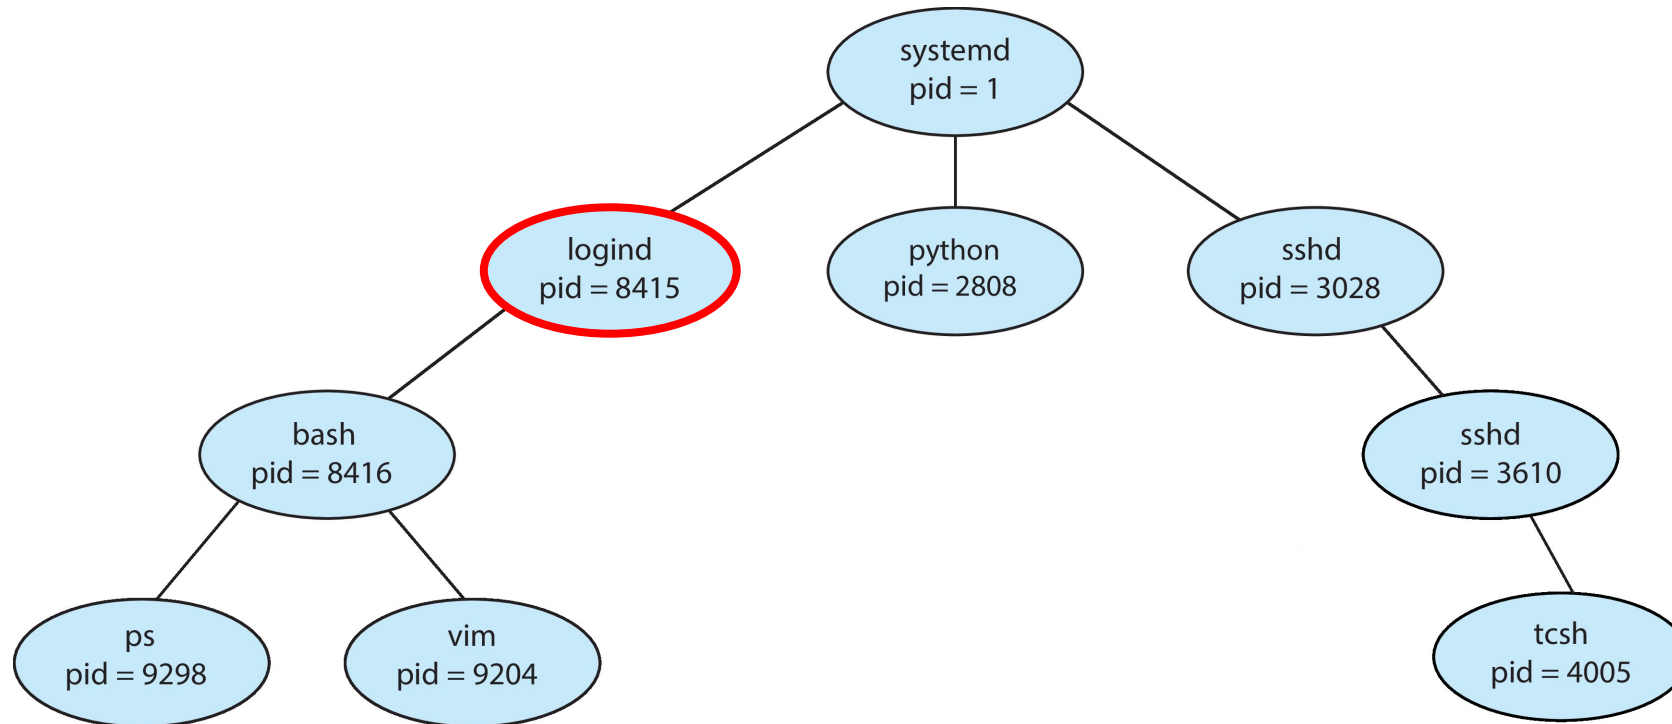 systemd
pid = 1
logind
pid = 8415
python
pid = 2808
sshd
pid = 3028
bash
pid = 8416
sshd
pid = 3610
ps
pid = 9298
vim
pid = 9204
tcsh
pid = 4005